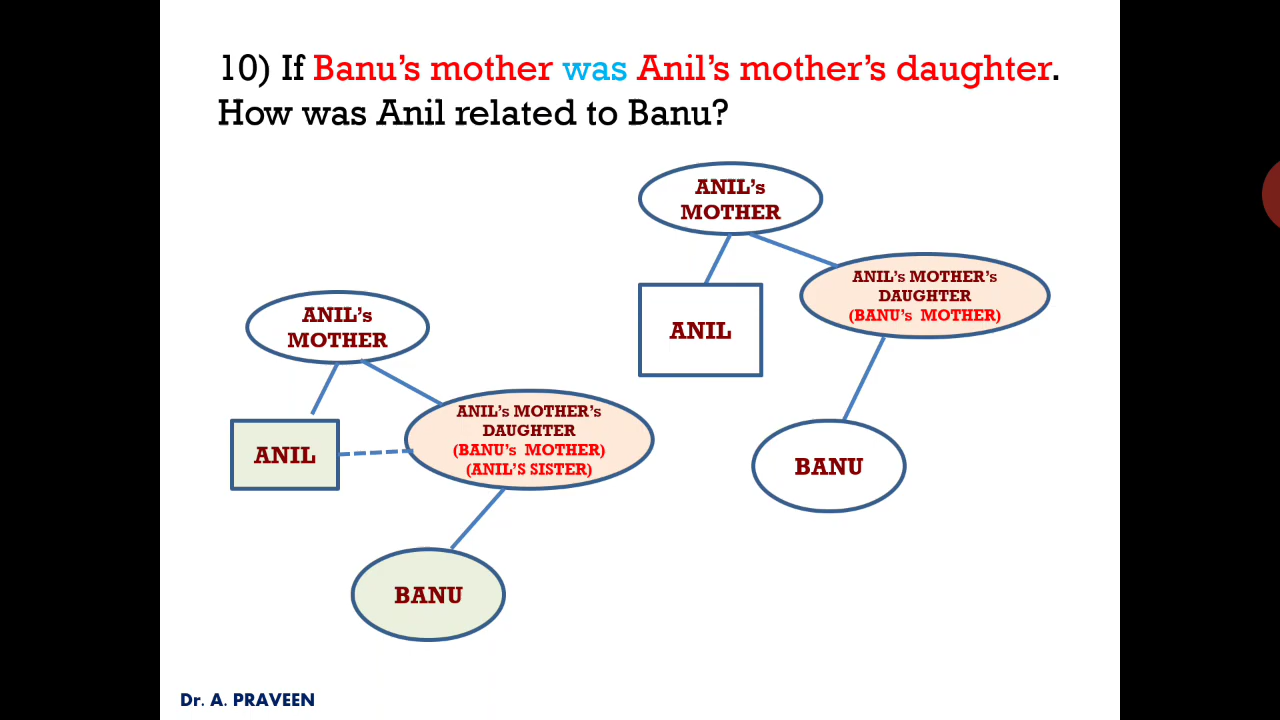 10) If Banu’s mother was Anil’s mother’s daughter.
How was Anil related to Banu?
ANIL’s
MOTHER
ANIL’s MOTHER’s
DAUGHTER
(BANU’s MOTHER)
ANIL
BANU
ANIL’s
MOTHER
ANIL’s MOTHER’s
DAUGHTER
(BANU’s MOTHER)
(ANIL’S SISTER)
ANIL
BANU
Dr. A. PRAVEEN